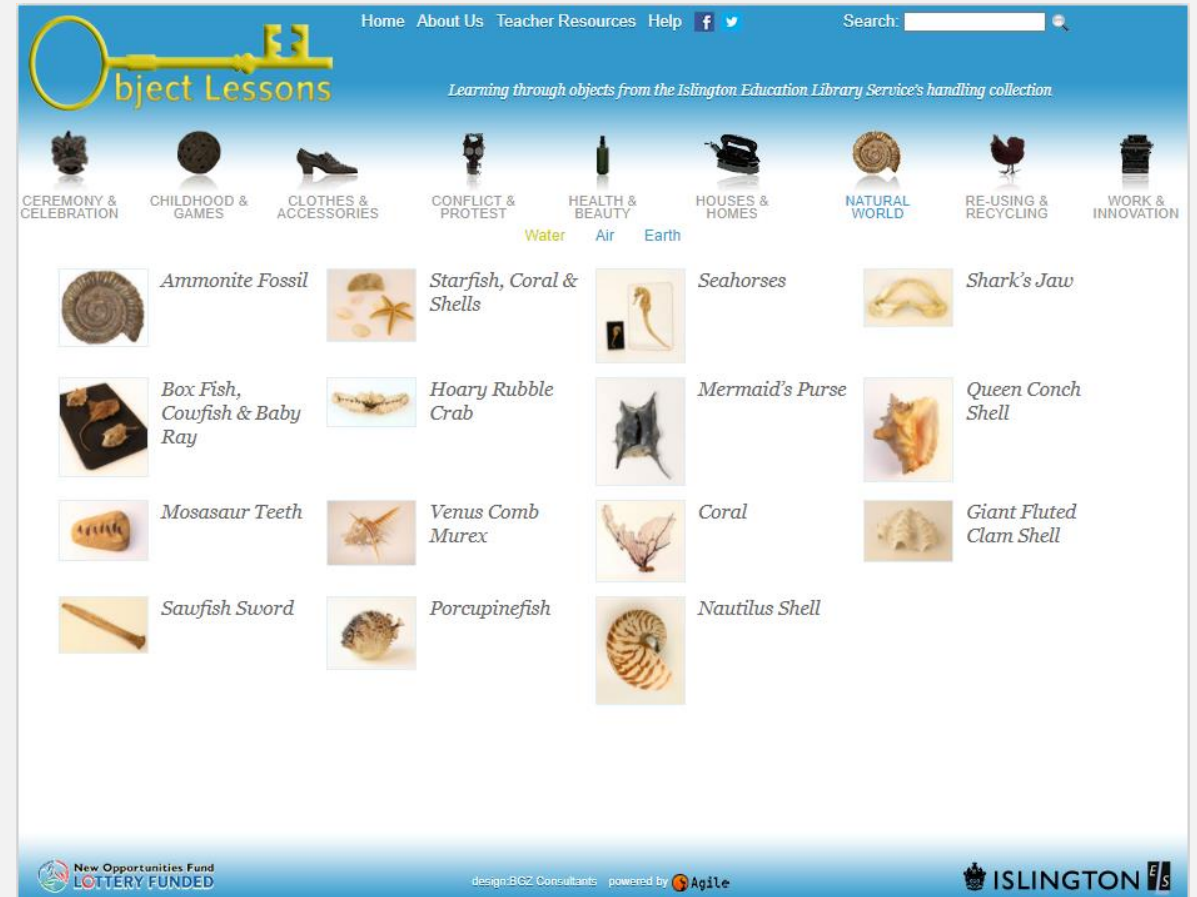 Home About Us Teacher Resources Help f Search:
Object Lessons
Learning through objects from the Islington Education Library Service's handling collection
CEREMONY &
CELEBRATION
CHILDHOOD &
GAMES
CLOTHES &
ACCESSORIES
CONFLICT &
PROTEST
HEALTH &
BEAUTY
HOUSES &
HOMES
NATURAL
WORLD
RE-USING &
RECYCLING
WORK &
INNOVATION
Water Air Earth
Ammonite Fossil
Starfish, Coral &
Shells
Seahorses
Shark's Jaw
Box Fish,
Cowfish & Baby
Ray
Hoary Rubble
Crab
Mermaid's Purse
Queen Conch
Shell
Mosasaur Teeth
Venus Comb
Murex
Coral
Giant Fluted
Clam Shell
Sawfish Sword
Porcupinefish
Nautilus Shell
New Opportunities Fund
LOTTERY FUNDED
design:BGZ Consultants powered by Agile
ISLINGTON ES